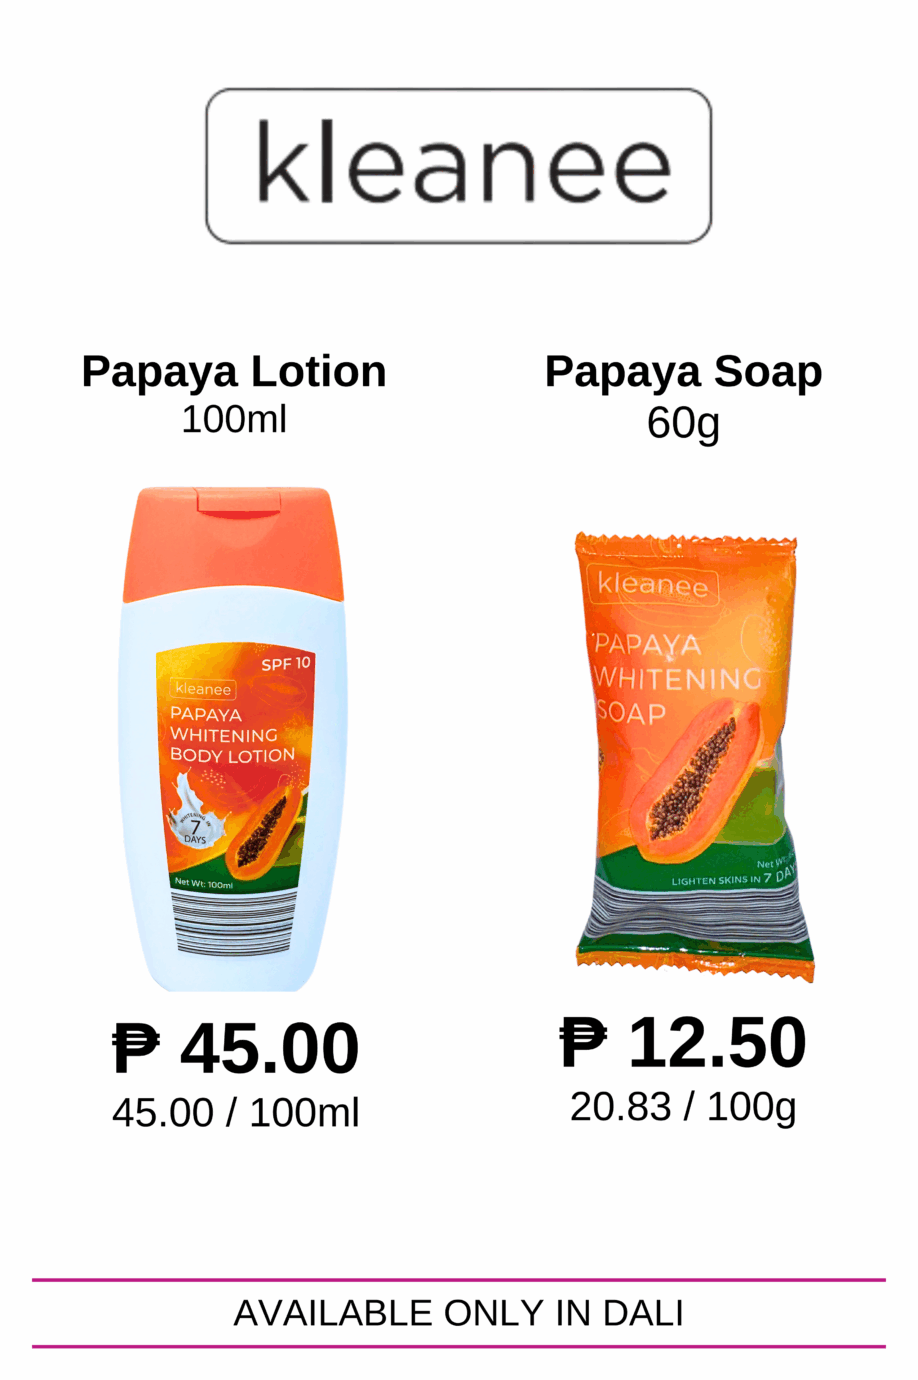 kleanee
Papaya Lotion
100ml
SPF 10
kleanee
PAPAYA
WHITENING
BODY LOTION
WHITENING IN
7
DAYS
Net Wt: 100ml
₱ 45.00
45.00 / 100ml
Papaya Soap
60g
kleanee
PAPAYA
WHITENING
SOAP
Net Wt:
LIGHTEN SKINS IN 7 DAY
₱ 12.50
20.83 / 100g
AVAILABLE ONLY IN DALI